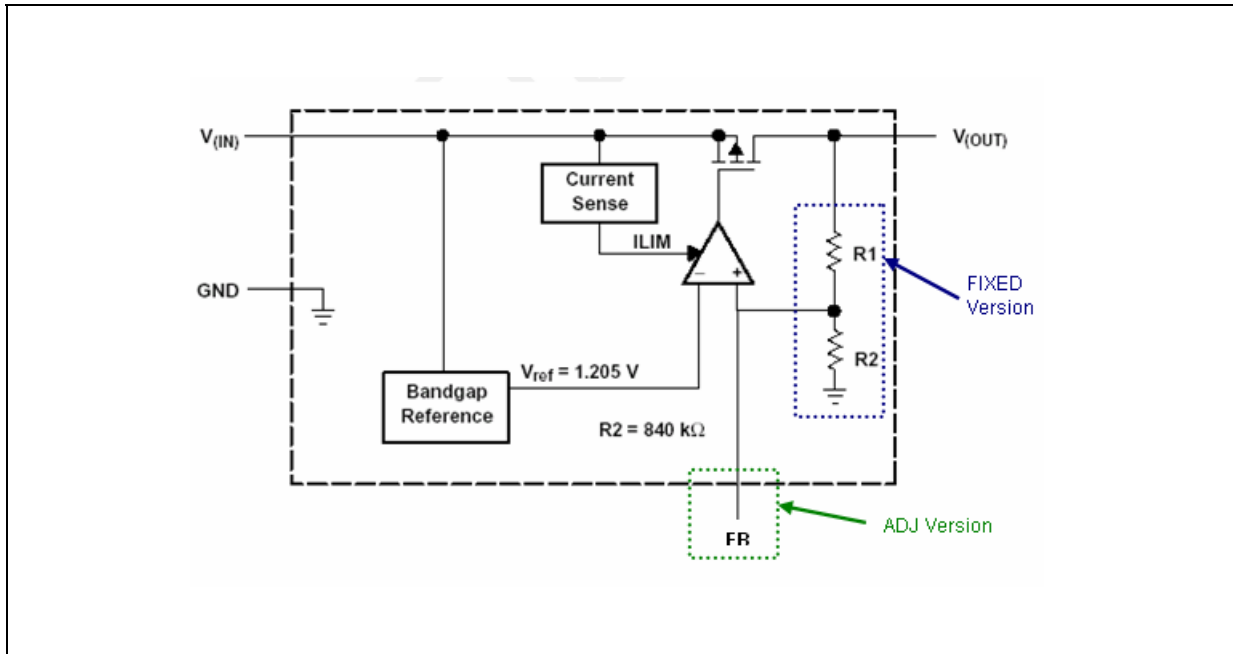 V(IN)
V(OUT)
Current
Sense
ILIM
R1
GND
FIXED
Version
R2
Vref = 1.205 V
Bandgap
Reference
R2 = 840 kΩ
ADJ Version
FB